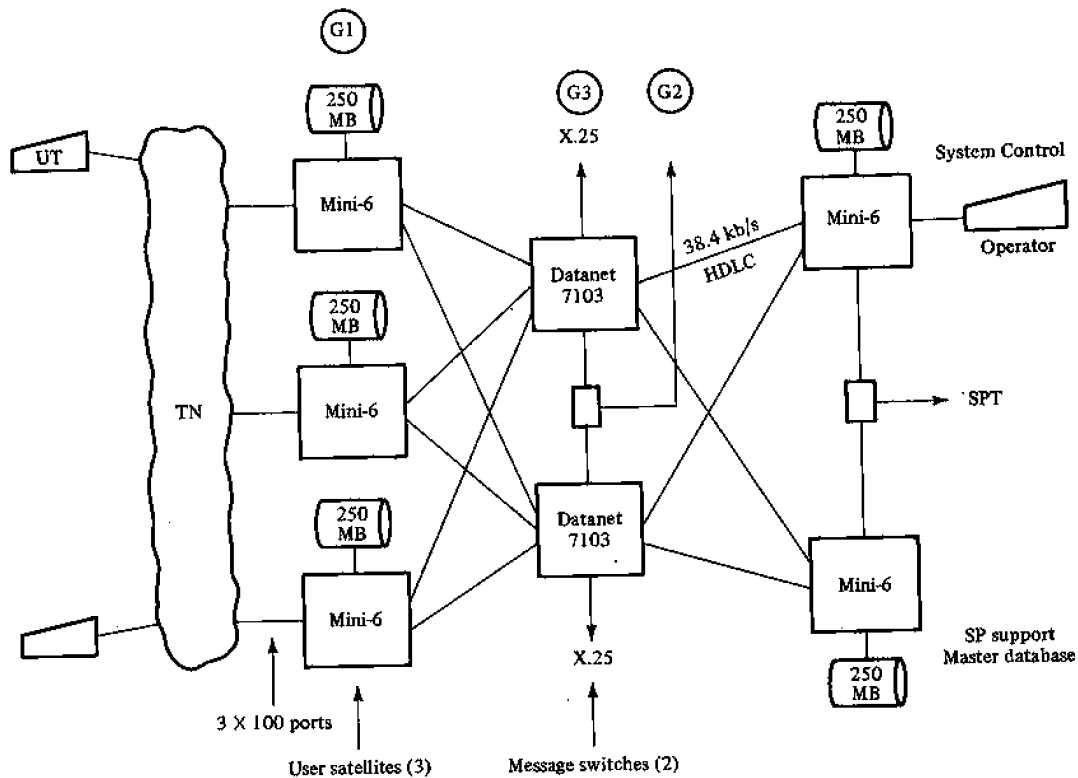 G1
G3
G2
250
MB
X.25
250
MB
System Control
UT
Mini-6
Mini-6
38.4 kb/s
HDLC
Operator
Datanet
7103
250
MB
TN
Mini-6
SPT
250
MB
Datanet
7103
Mini-6
Mini-6
SP support
Master database
X.25
250
MB
3 X 100 ports
User satellites (3)
Message switches (2)